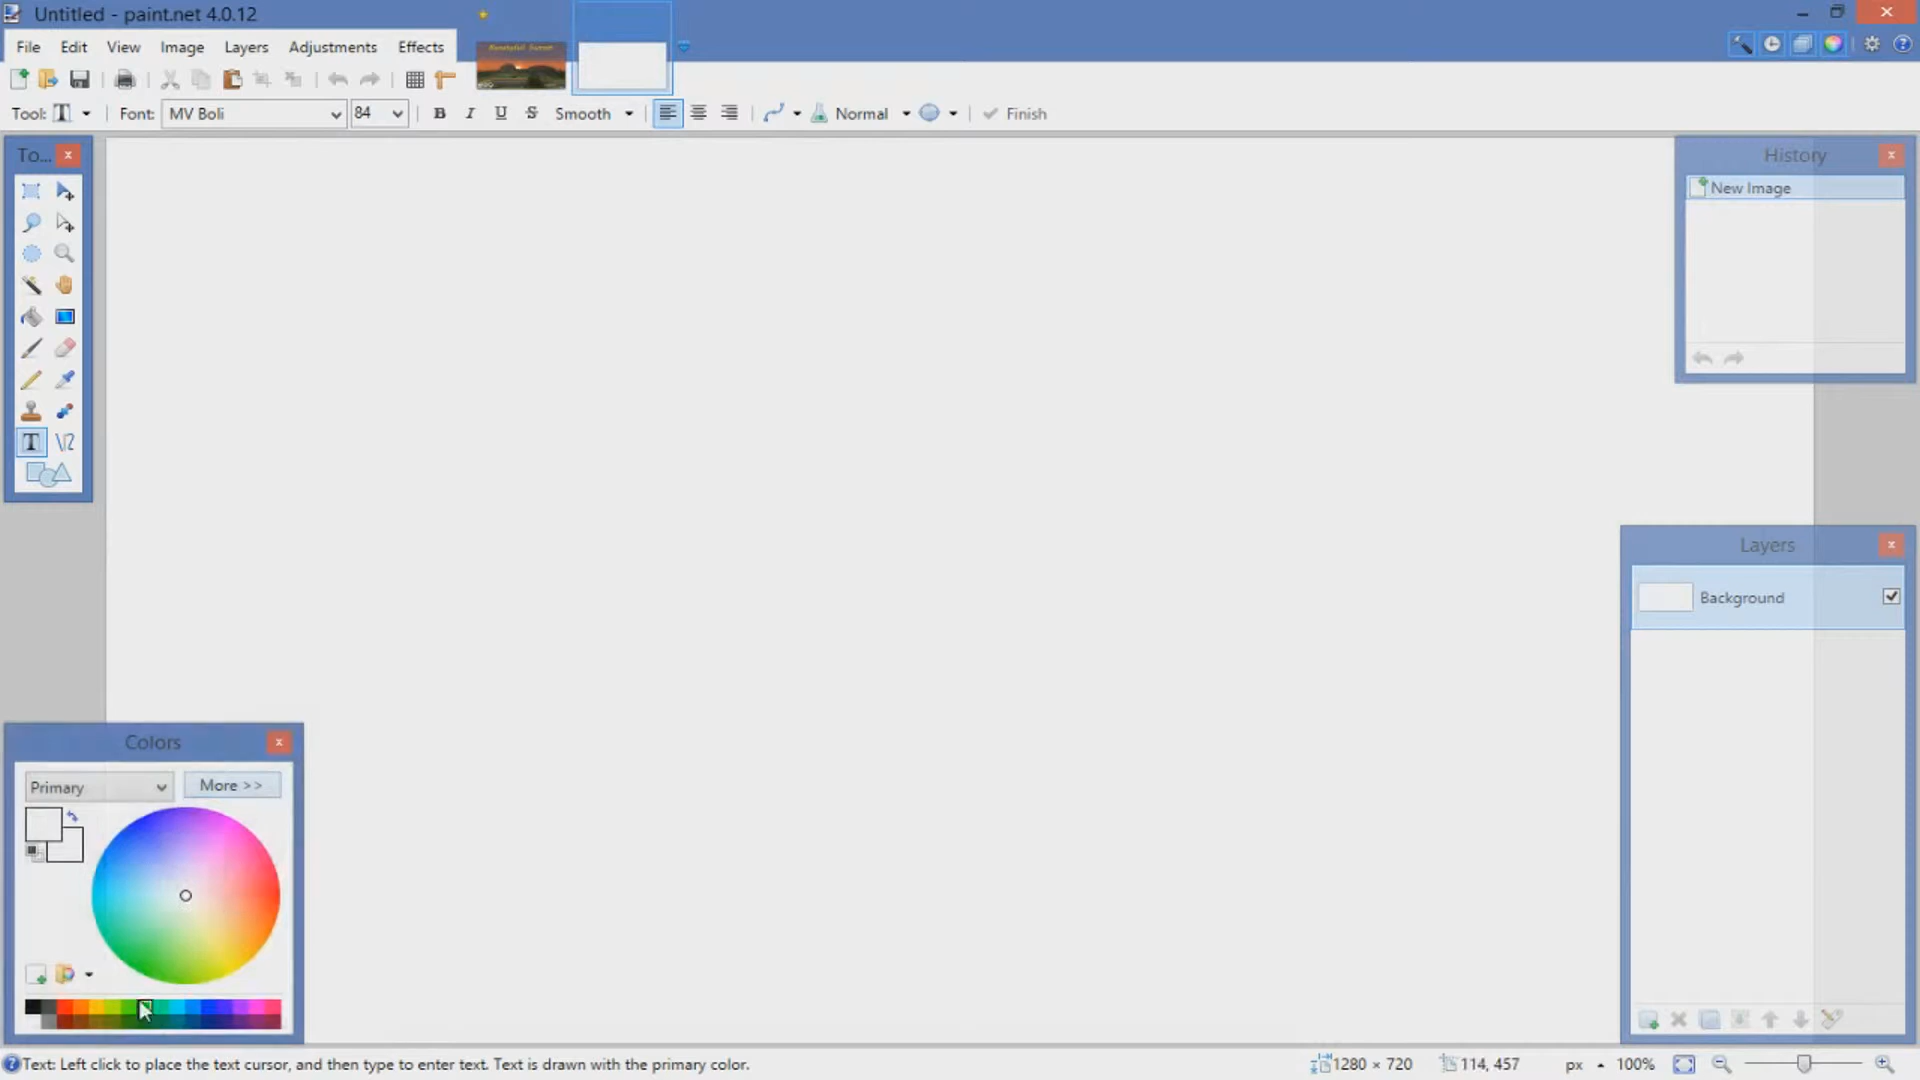 Untitled - paint.net 4.0.12
File Edit View Image Layers Adjustments Effects
Beautiful Sunset
Tool: T Font: MV Boli 84 B I U S Smooth Normal Finish
To...
History
New Image
T
Layers
Background
Colors
Primary More >>
Text: Left click to place the text cursor, and then type to enter text. Text is drawn with the primary color.
1280 × 720 114, 457 px 100%